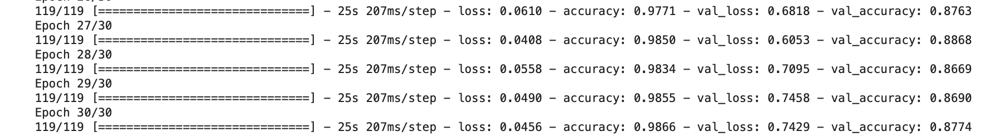 119/119 [==============================] - 25s 207ms/step - loss: 0.0610 - accuracy: 0.9771 - val_loss: 0.6818 - val_accuracy: 0.8763
Epoch 27/30
119/119 [==============================] - 25s 207ms/step - loss: 0.0408 - accuracy: 0.9850 - val_loss: 0.6053 - val_accuracy: 0.8868
Epoch 28/30
119/119 [==============================] - 25s 207ms/step - loss: 0.0558 - accuracy: 0.9834 - val_loss: 0.7095 - val_accuracy: 0.8669
Epoch 29/30
119/119 [==============================] - 25s 207ms/step - loss: 0.0490 - accuracy: 0.9855 - val_loss: 0.7458 - val_accuracy: 0.8690
Epoch 30/30
119/119 [==============================] - 25s 207ms/step - loss: 0.0456 - accuracy: 0.9866 - val_loss: 0.7429 - val_accuracy: 0.8774